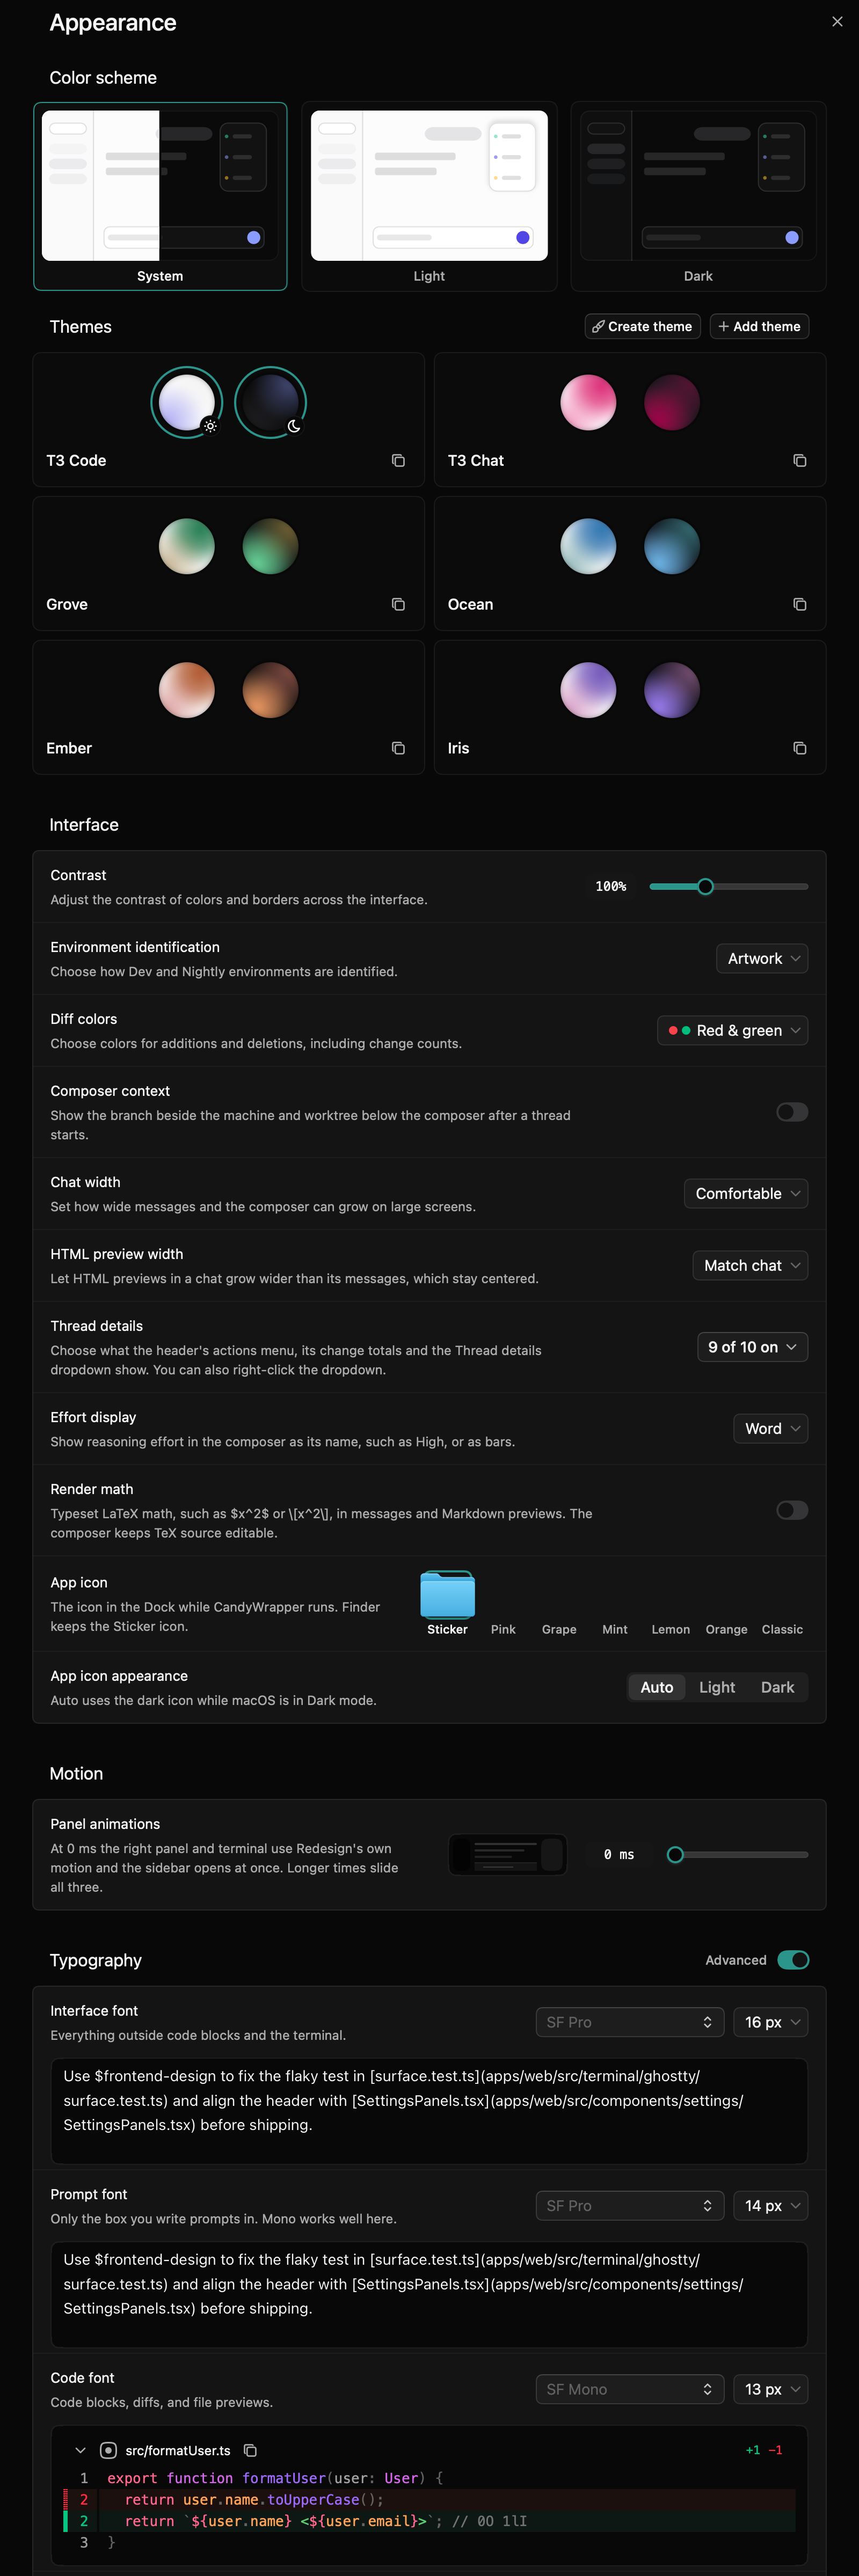 Appearance
Color scheme
System
Light
Dark
Themes
Create theme
Add theme
T3 Code
T3 Chat
Grove
Ocean
Ember
Iris
Interface
Contrast
Adjust the contrast of colors and borders across the interface.
100%
Environment identification
Choose how Dev and Nightly environments are identified.
Artwork
Diff colors
Choose colors for additions and deletions, including change counts.
Red & green
Composer context
Show the branch beside the machine and worktree below the composer after a thread
starts.
Chat width
Set how wide messages and the composer can grow on large screens.
Comfortable
HTML preview width
Let HTML previews in a chat grow wider than its messages, which stay centered.
Match chat
Thread details
Choose what the header's actions menu, its change totals and the Thread details
dropdown show. You can also right-click the dropdown.
9 of 10 on
Effort display
Show reasoning effort in the composer as its name, such as High, or as bars.
Word
Render math
Typeset LaTeX math, such as $x^2$ or \[x^2\], in messages and Markdown previews. The
composer keeps TeX source editable.
App icon
The icon in the Dock while CandyWrapper runs. Finder
keeps the Sticker icon.
Sticker
Pink
Grape
Mint
Lemon
Orange
Classic
App icon appearance
Auto uses the dark icon while macOS is in Dark mode.
Auto
Light
Dark
Motion
Panel animations
At 0 ms the right panel and terminal use Redesign's own
motion and the sidebar opens at once. Longer times slide
all three.
0 ms
Typography
Advanced
Interface font
Everything outside code blocks and the terminal.
SF Pro
16 px
Use $frontend-design to fix the flaky test in [surface.test.ts](apps/web/src/terminal/ghostty/
surface.test.ts) and align the header with [SettingsPanels.tsx](apps/web/src/components/settings/
SettingsPanels.tsx) before shipping.
Prompt font
Only the box you write prompts in. Mono works well here.
SF Pro
14 px
Use $frontend-design to fix the flaky test in [surface.test.ts](apps/web/src/terminal/ghostty/
surface.test.ts) and align the header with [SettingsPanels.tsx](apps/web/src/components/settings/
SettingsPanels.tsx) before shipping.
Code font
Code blocks, diffs, and file previews.
SF Mono
13 px
src/formatUser.ts
+1 −1
1 export function formatUser(user: User) {
2 return user.name.toUpperCase();
2 return `${user.name} <${user.email}>`; // 0O 1lI
3 }